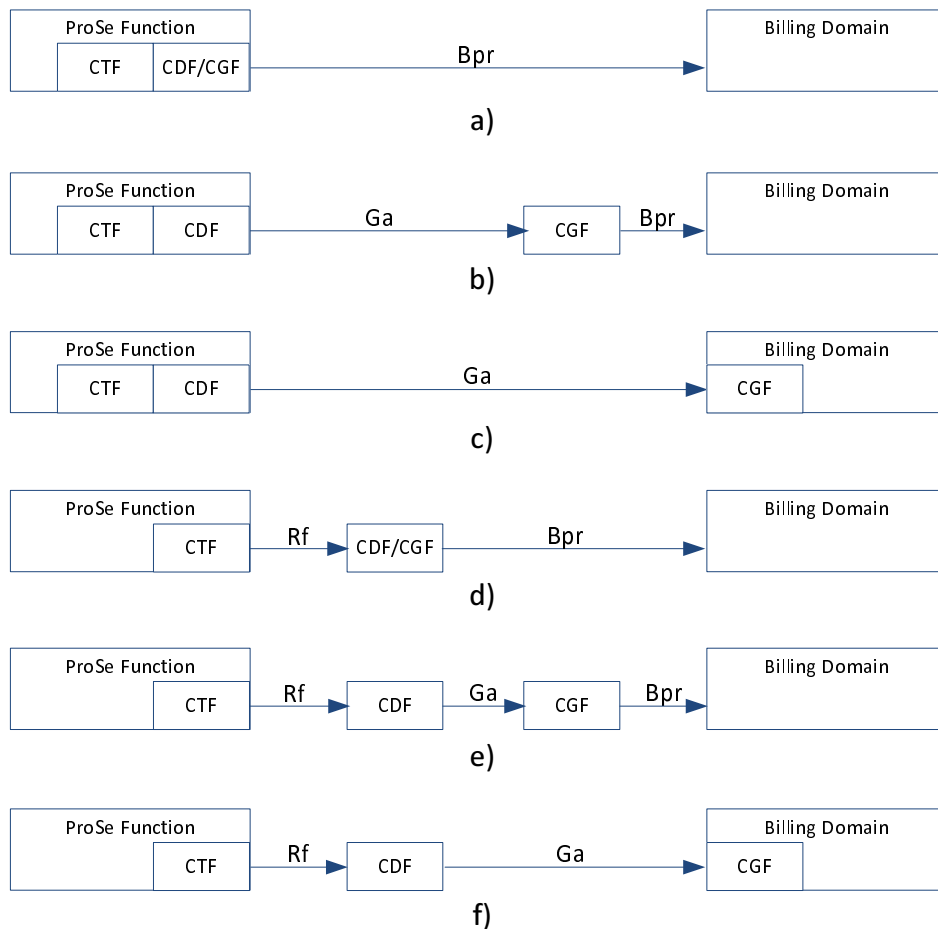 ProSe Function
Billing Domain
CTF
CDF/CGF
Bpr
a)
ProSe Function
Billing Domain
CTF
CDF
Ga
CGF
Bpr
b)
ProSe Function
Billing Domain
CTF
CDF
Ga
CGF
c)
ProSe Function
Billing Domain
CTF
Rf
CDF/CGF
Bpr
d)
ProSe Function
Billing Domain
CTF
Rf
CDF
Ga
CGF
Bpr
e)
ProSe Function
Billing Domain
CTF
Rf
CDF
Ga
CGF
f)